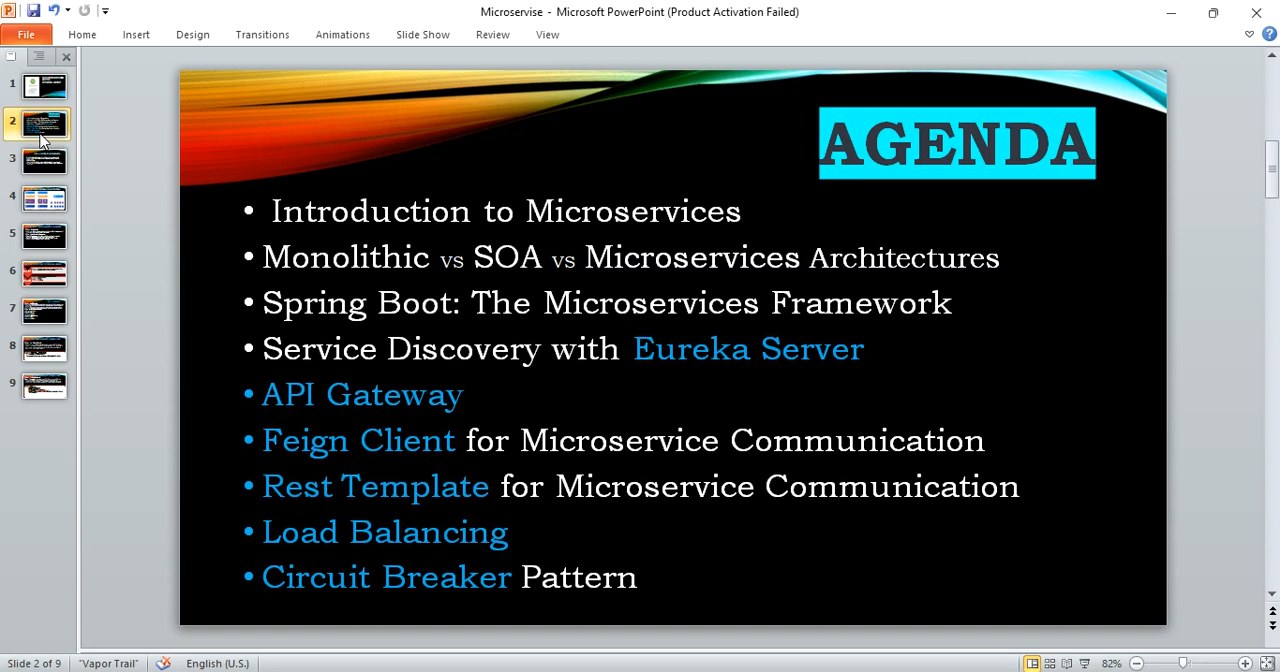 Microservise - Microsoft PowerPoint (Product Activation Failed)
File Home Insert Design Transitions Animations Slide Show Review View
1
2
3
4
5
6
7
8
9
AGENDA
• Introduction to Microservices
• Monolithic vs SOA vs Microservices Architectures
• Spring Boot: The Microservices Framework
• Service Discovery with Eureka Server
• API Gateway
• Feign Client for Microservice Communication
• Rest Template for Microservice Communication
• Load Balancing
• Circuit Breaker Pattern
Slide 2 of 9 "Vapor Trail" English (U.S.) 82%